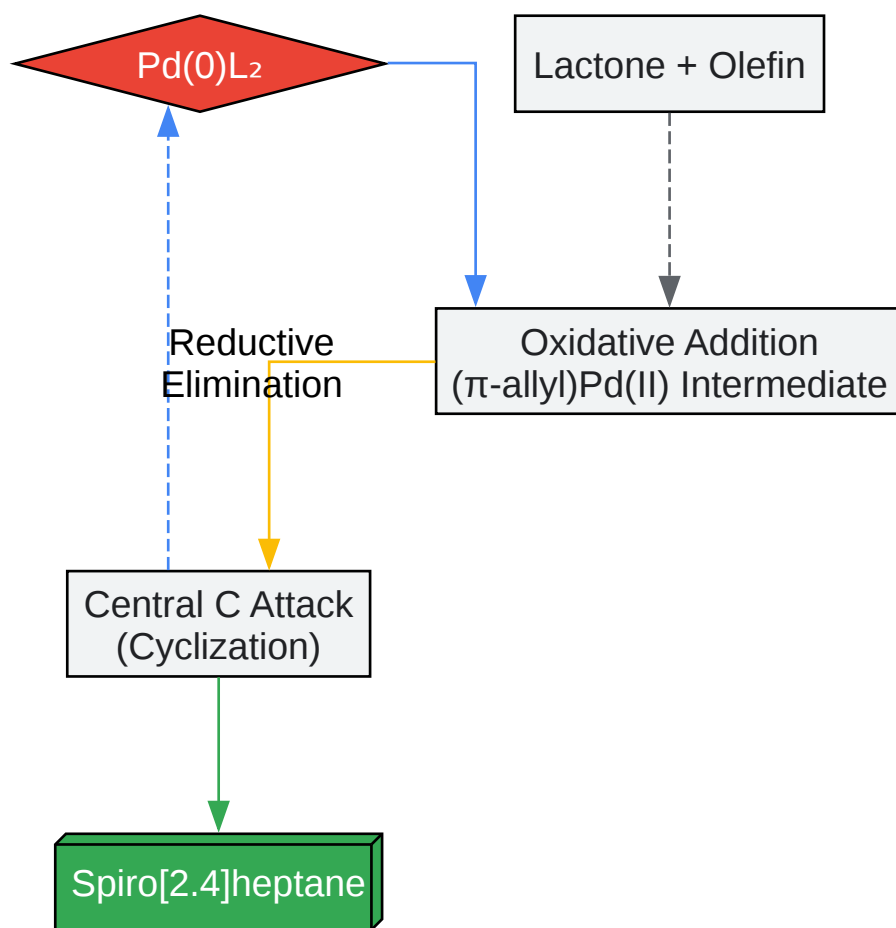 Pd(0)L₂
Lactone + Olefin
Reductive
Elimination
Oxidative Addition
(π-allyl)Pd(II) Intermediate
Central C Attack
(Cyclization)
Spiro[2.4]heptane